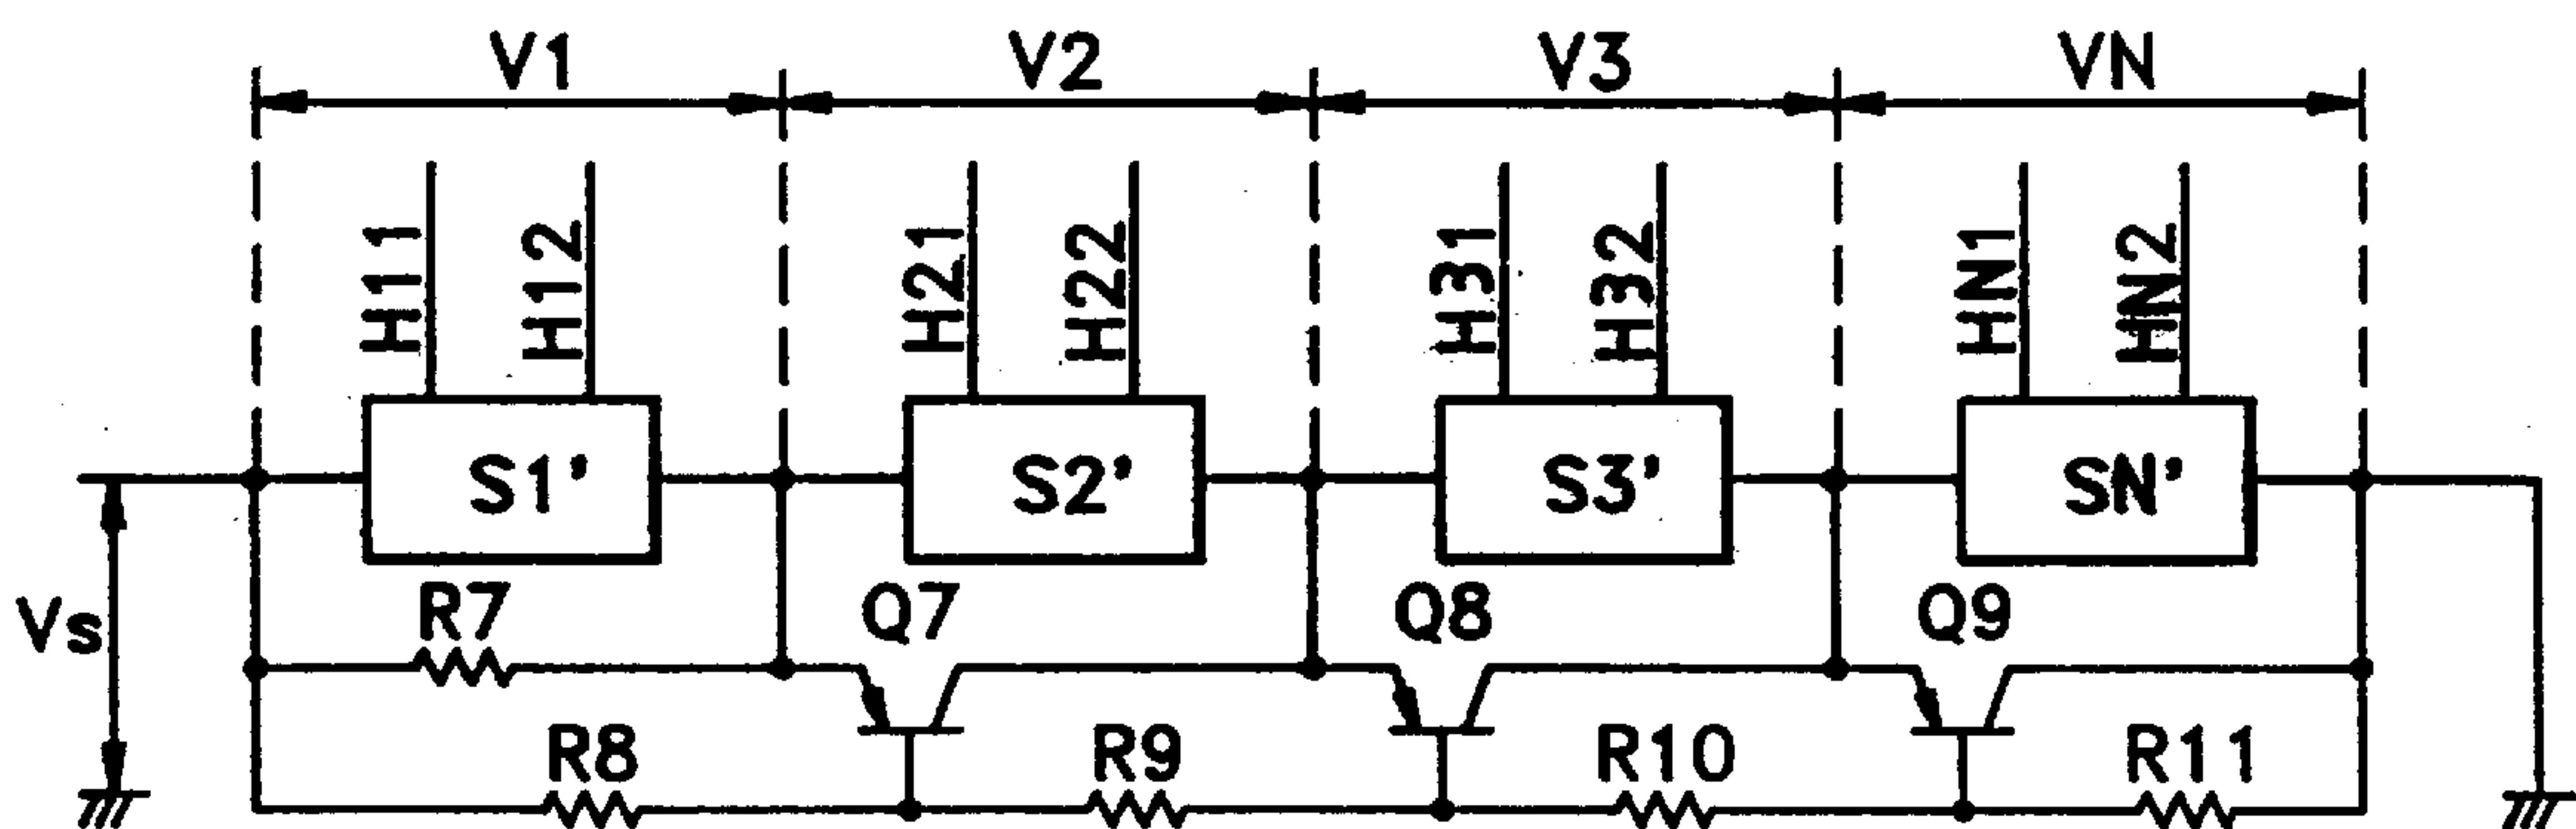 V1 V2 V3 VN
H11 H12 H21 H22 H31 H32 HN1 HN2
S1' S2' S3' SN'
Vs R7 Q7 Q8 Q9
R8 R9 R10 R11